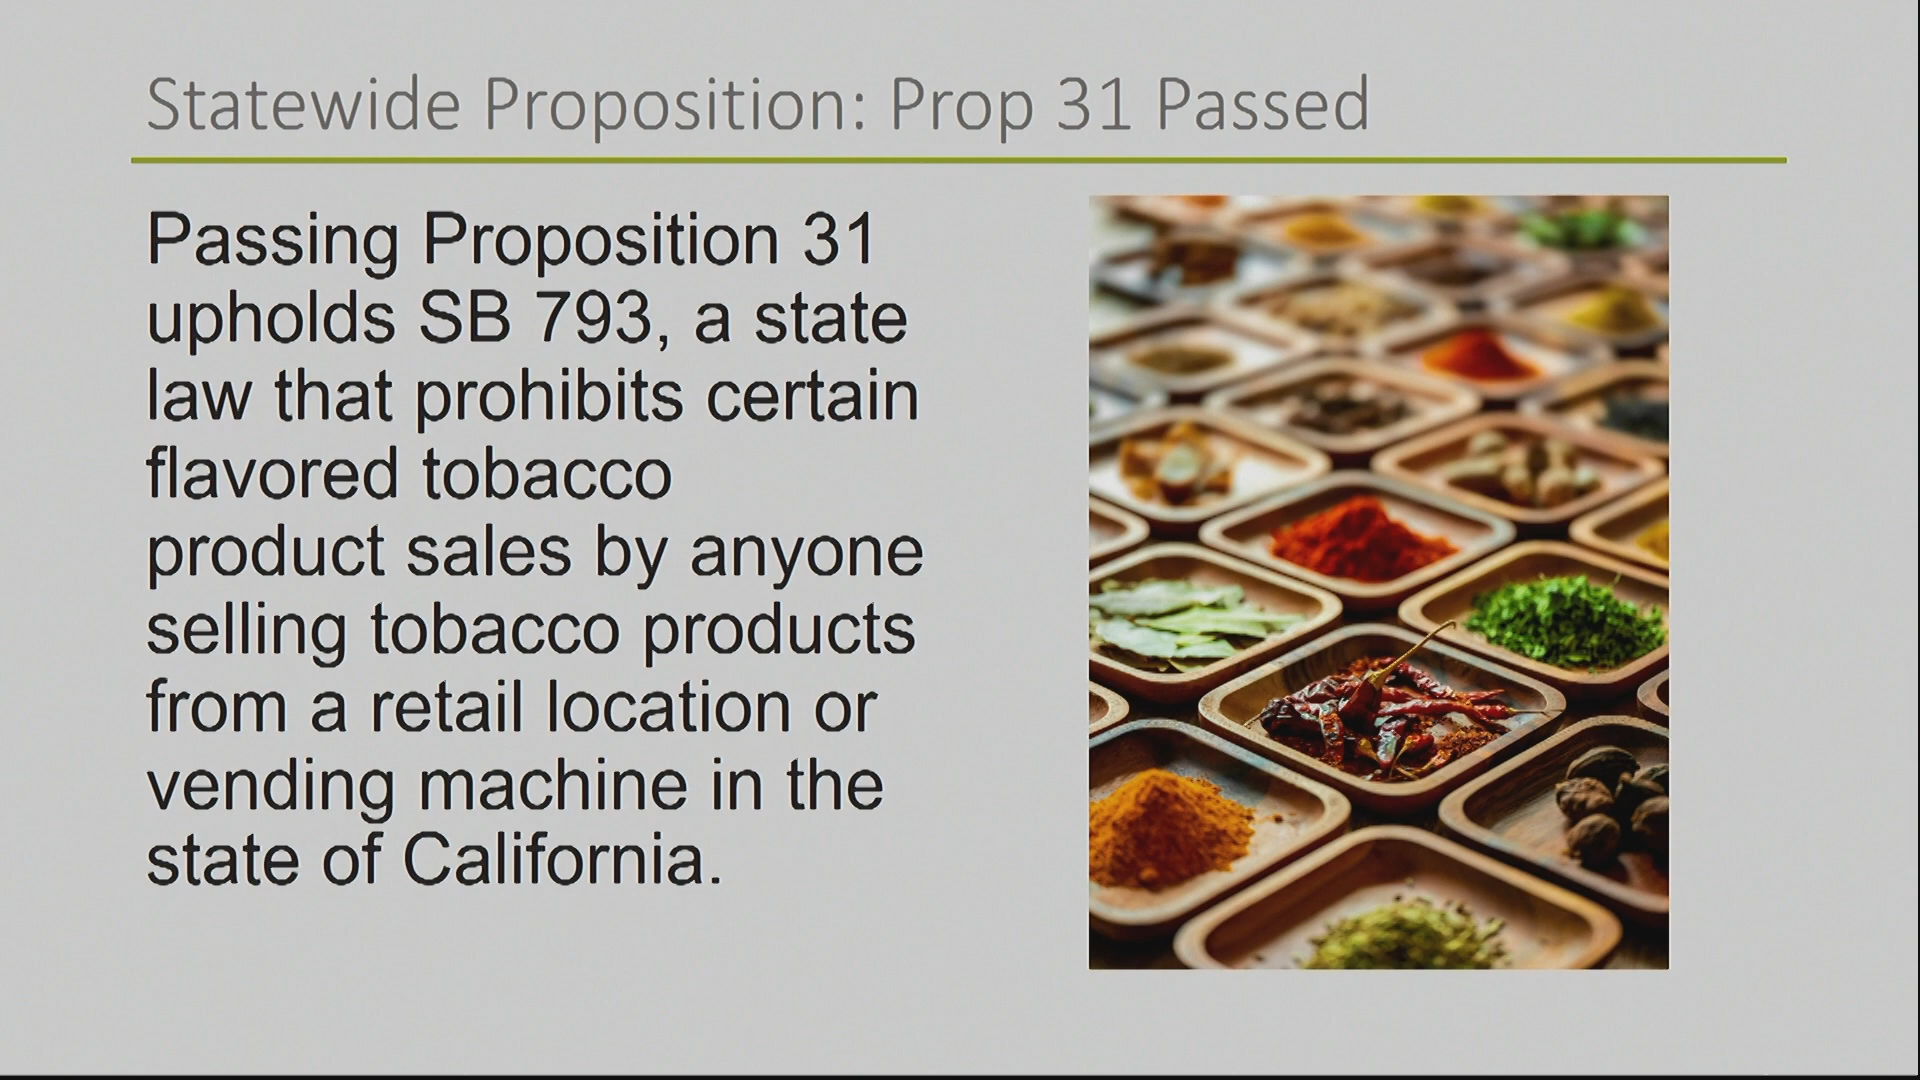 Statewide Proposition: Prop 31 Passed
Passing Proposition 31
upholds SB 793, a state
law that prohibits certain
flavored tobacco
product sales by anyone
selling tobacco products
from a retail location or
vending machine in the
state of California.